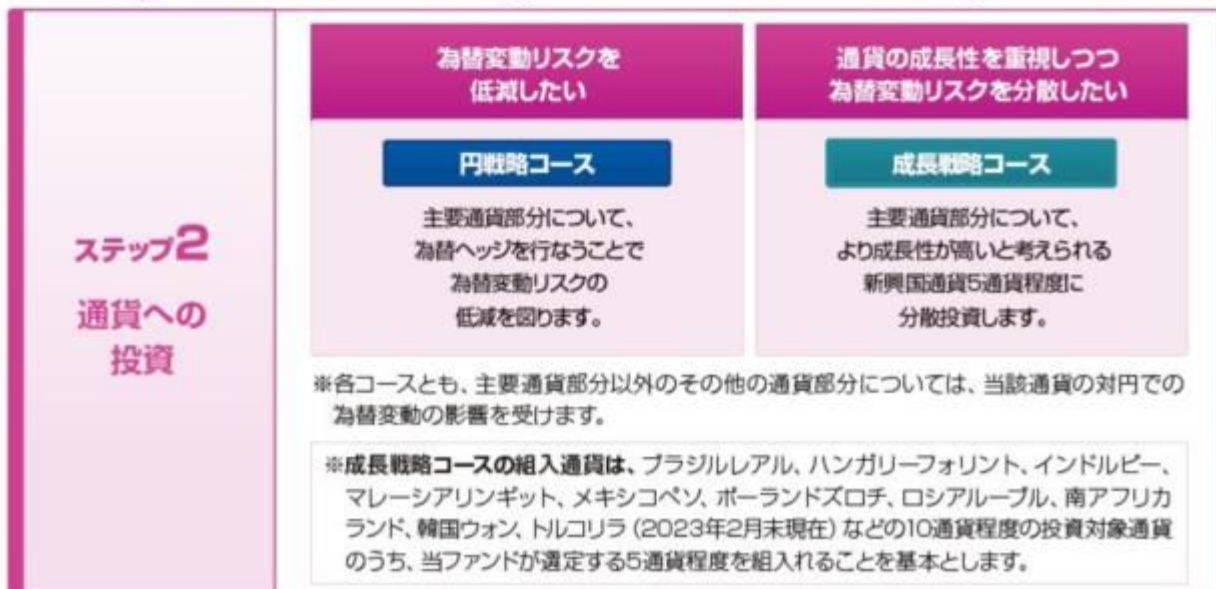 ステップ2
通貨への
投資
為替変動リスクを
低減したい
円戦略コース
主要通貨部分について、
為替ヘッジを行なうことで
為替変動リスクの
低減を図ります。
通貨の成長性を重視しつつ
為替変動リスクを分散したい
成長戦略コース
主要通貨部分について、
より成長性が高いと考えられる
新興国通貨5通貨程度に
分散投資します。
※各コースとも、主要通貨部分以外のその他の通貨部分については、当該通貨の対円での
為替変動の影響を受けます。
※成長戦略コースの組入通貨は、ブラジルレアル、ハンガリーフォリント、インドルピー、
マレーシアリンギット、メキシコペソ、ポーランドズロチ、ロシアルーブル、南アフリカ
ランド、韓国ウォン、トルコリラ（2023年2月末現在）などの10通貨程度の投資対象通貨
のうち、当ファンドが選定する5通貨程度を組入れることを基本とします。